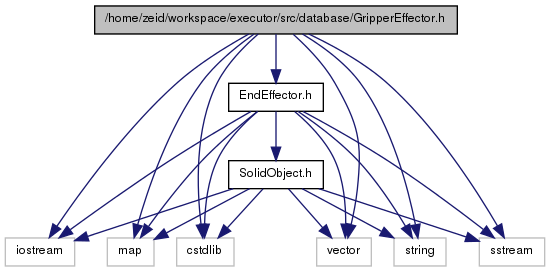 /home/zeid/workspace/executor/src/database/GripperEffector.h
EndEffector.h
SolidObject.h
iostream
map
cstdlib
vector
string
sstream